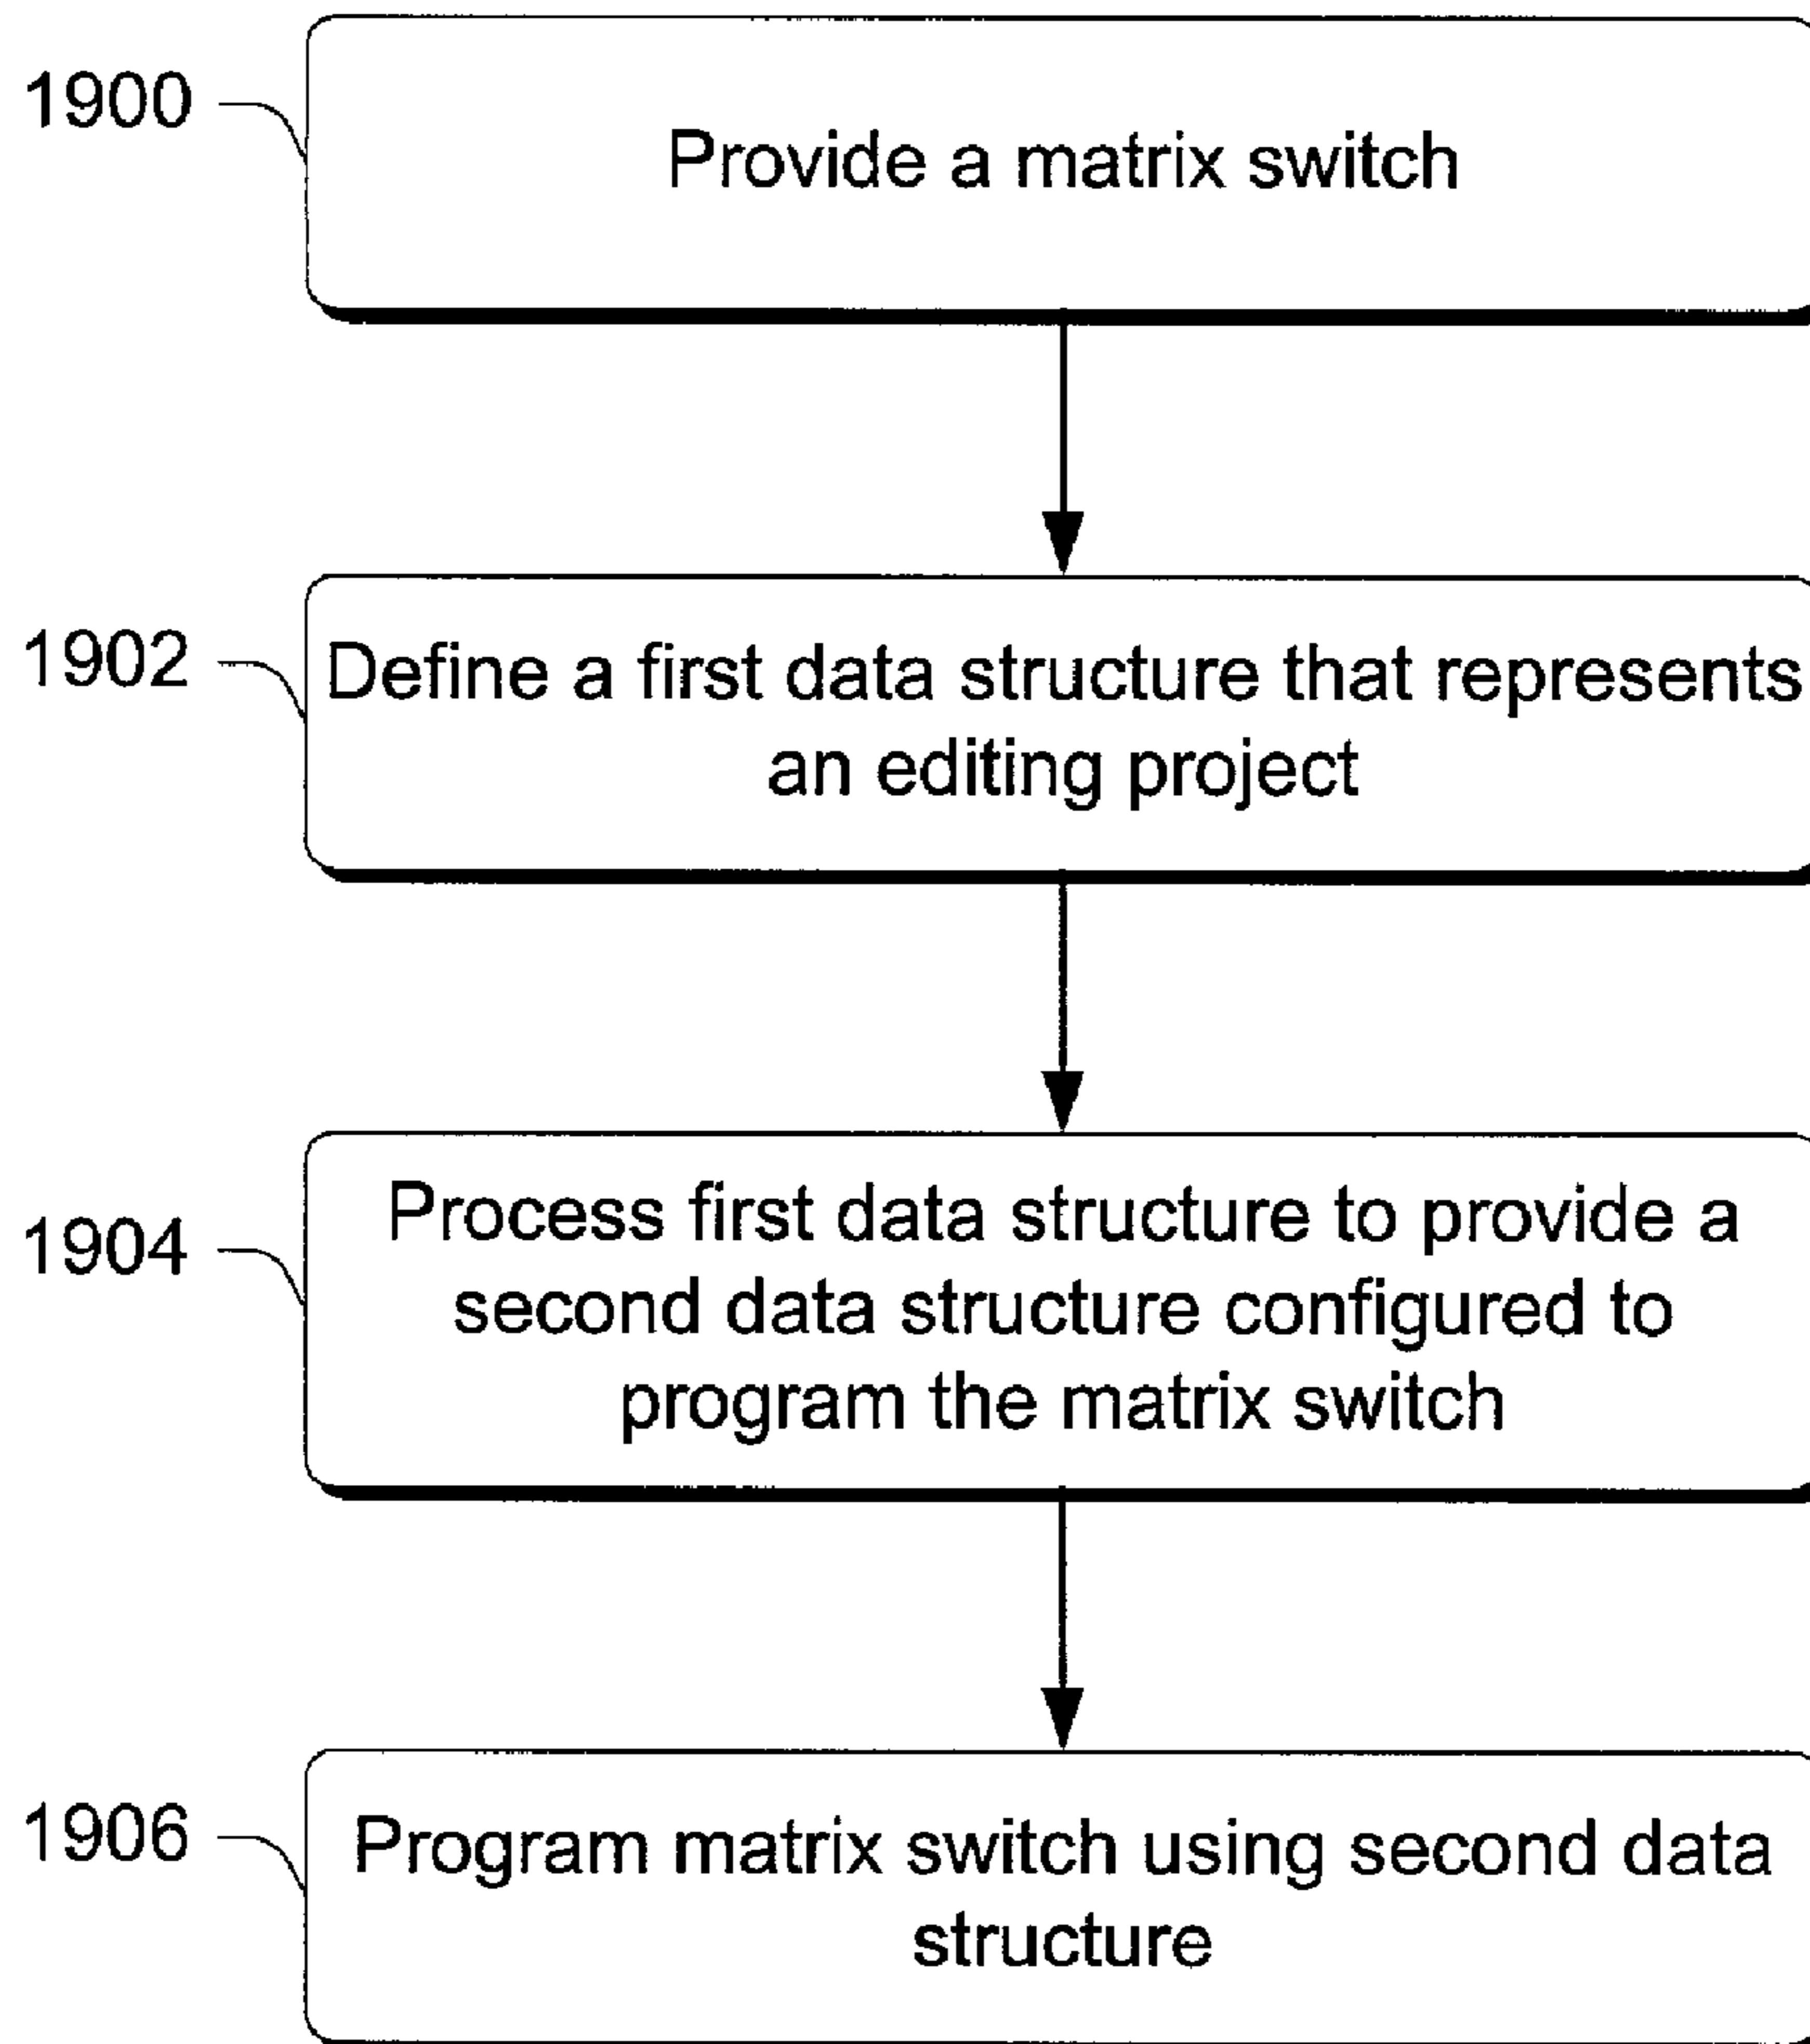 1900
Provide a matrix switch
1902
Define a first data structure that represents
an editing project
1904
Process first data structure to provide a
second data structure configured to
program the matrix switch
1906
Program matrix switch using second data
structure